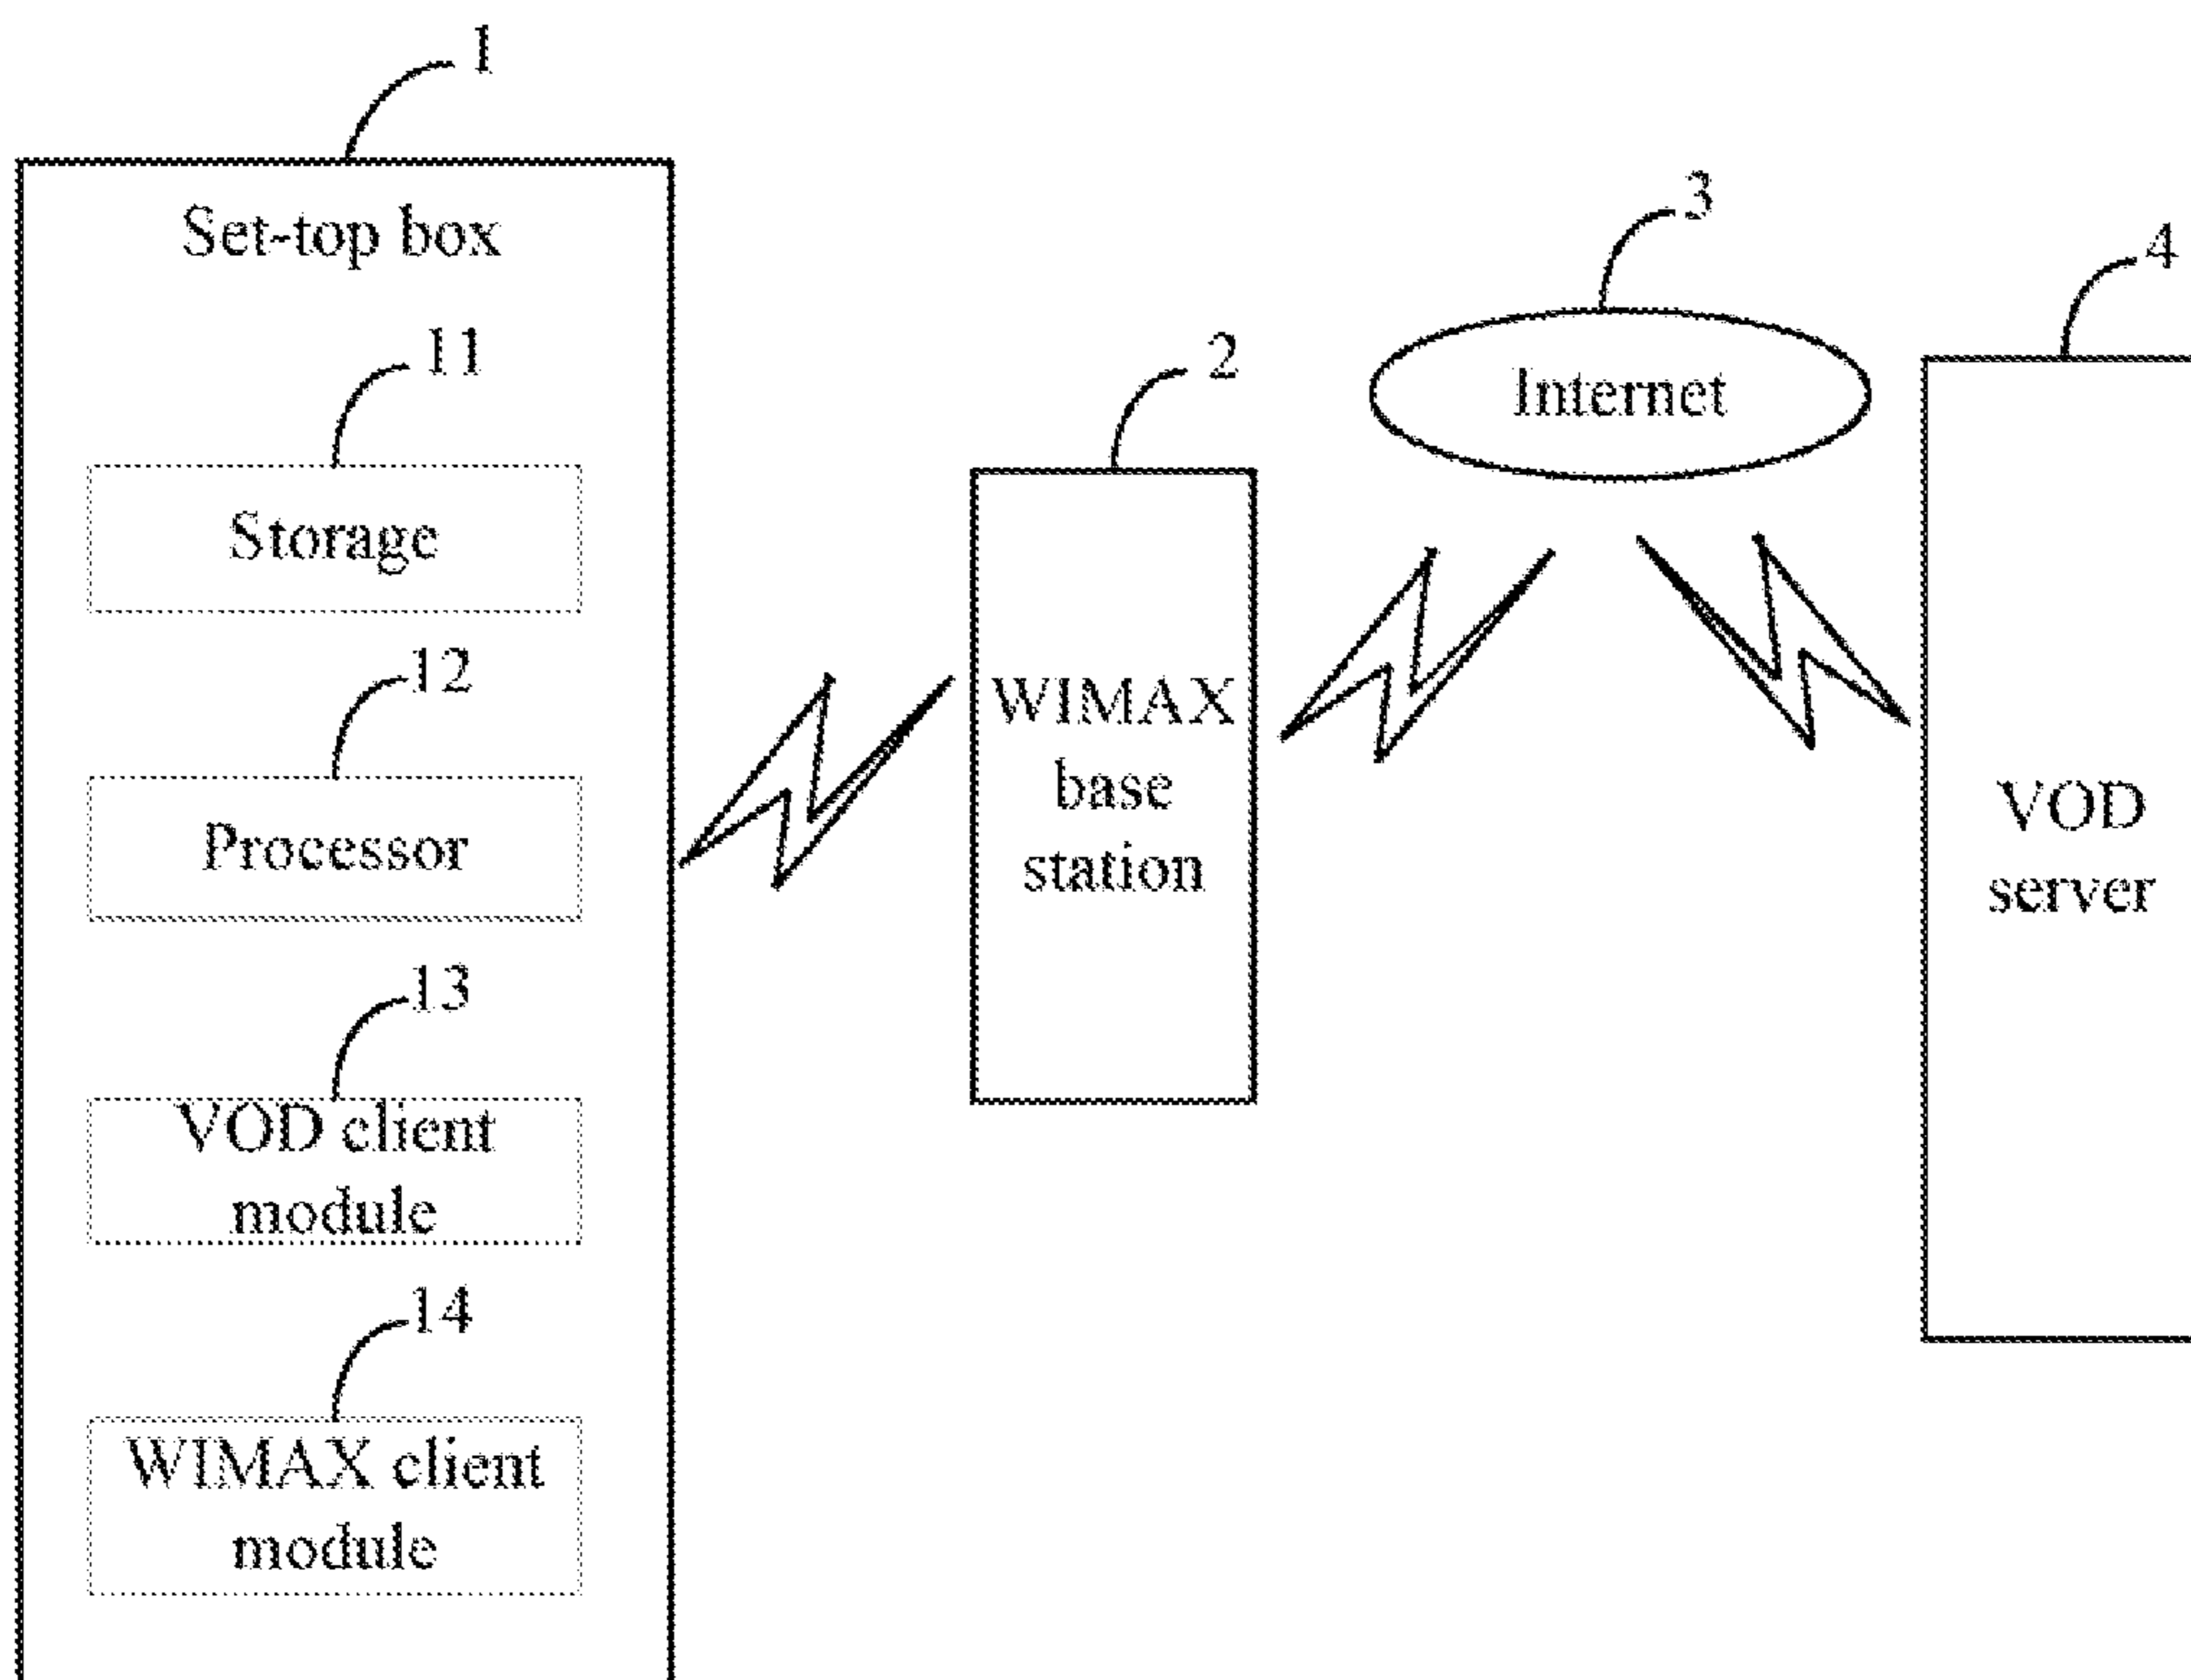 1
Set-top box
11
Storage
12
Processor
13
VOD client
module
14
WIMAX client
module
2
WIMAX
base
station
3
Internet
4
VOD
server